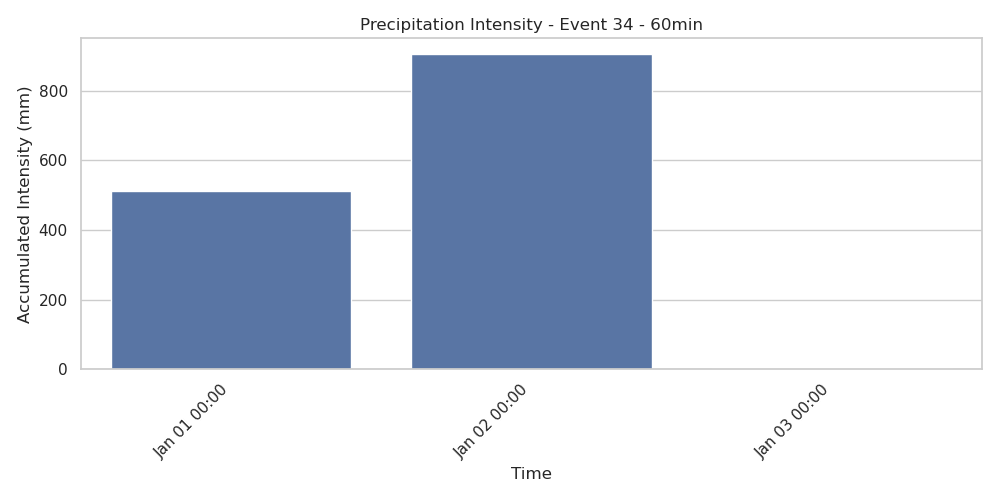 Precipitation Intensity - Event 34 - 60min
Accumulated Intensity (mm)
800
600
400
200
0
Jan 01 00:00
Jan 02 00:00
Jan 03 00:00
Time